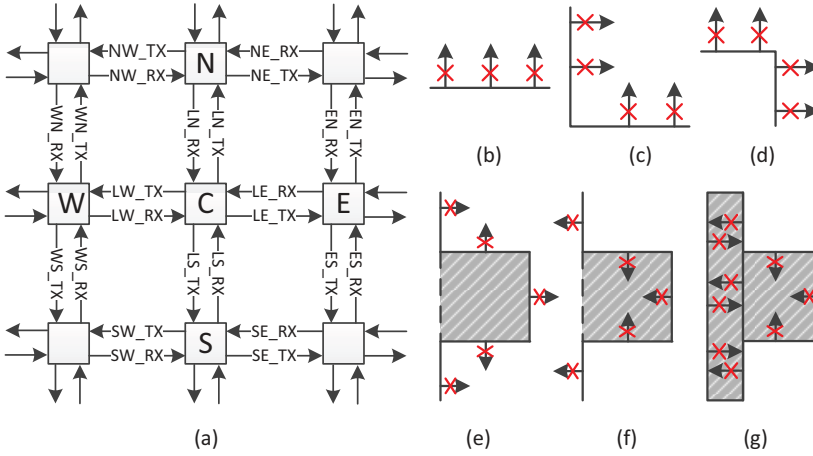 NW_TX
N
NE_RX
NW_RX
NE_TX
WN_RX
WN_TX
LN_RX
LN_TX
EN_RX
EN_TX
(b)
(c)
(d)
W
LW_TX
C
LE_RX
E
LW_RX
LE_TX
WS_TX
WS_RX
LS_TX
LS_RX
ES_TX
ES_RX
SW_TX
S
SE_RX
SW_RX
SE_TX
(a)
(e)
(f)
(g)